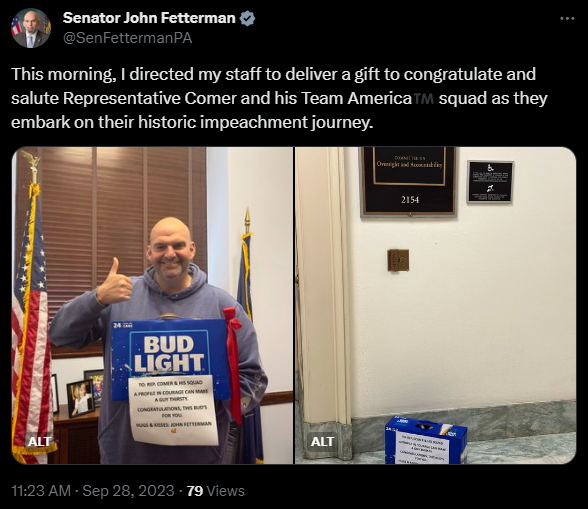 Senator John Fetterman
@SenFettermanPA
This morning, I directed my staff to deliver a gift to congratulate and
salute Representative Comer and his Team America™ squad as they
embark on their historic impeachment journey.
24
BUD
LIGHT
TO: REP. COMER & HIS SQUAD
A PROFILE IN COURAGE CAN MAKE
A GUY THIRSTY.
CONGRATULATIONS, THIS BUD'S
FOR YOU.
HUGS & KISSES: JOHN FETTERMAN
ALT
COMMITTEE ON
Oversight and Accountability
2154
ALT
11:23 AM · Sep 28, 2023 · 79 Views